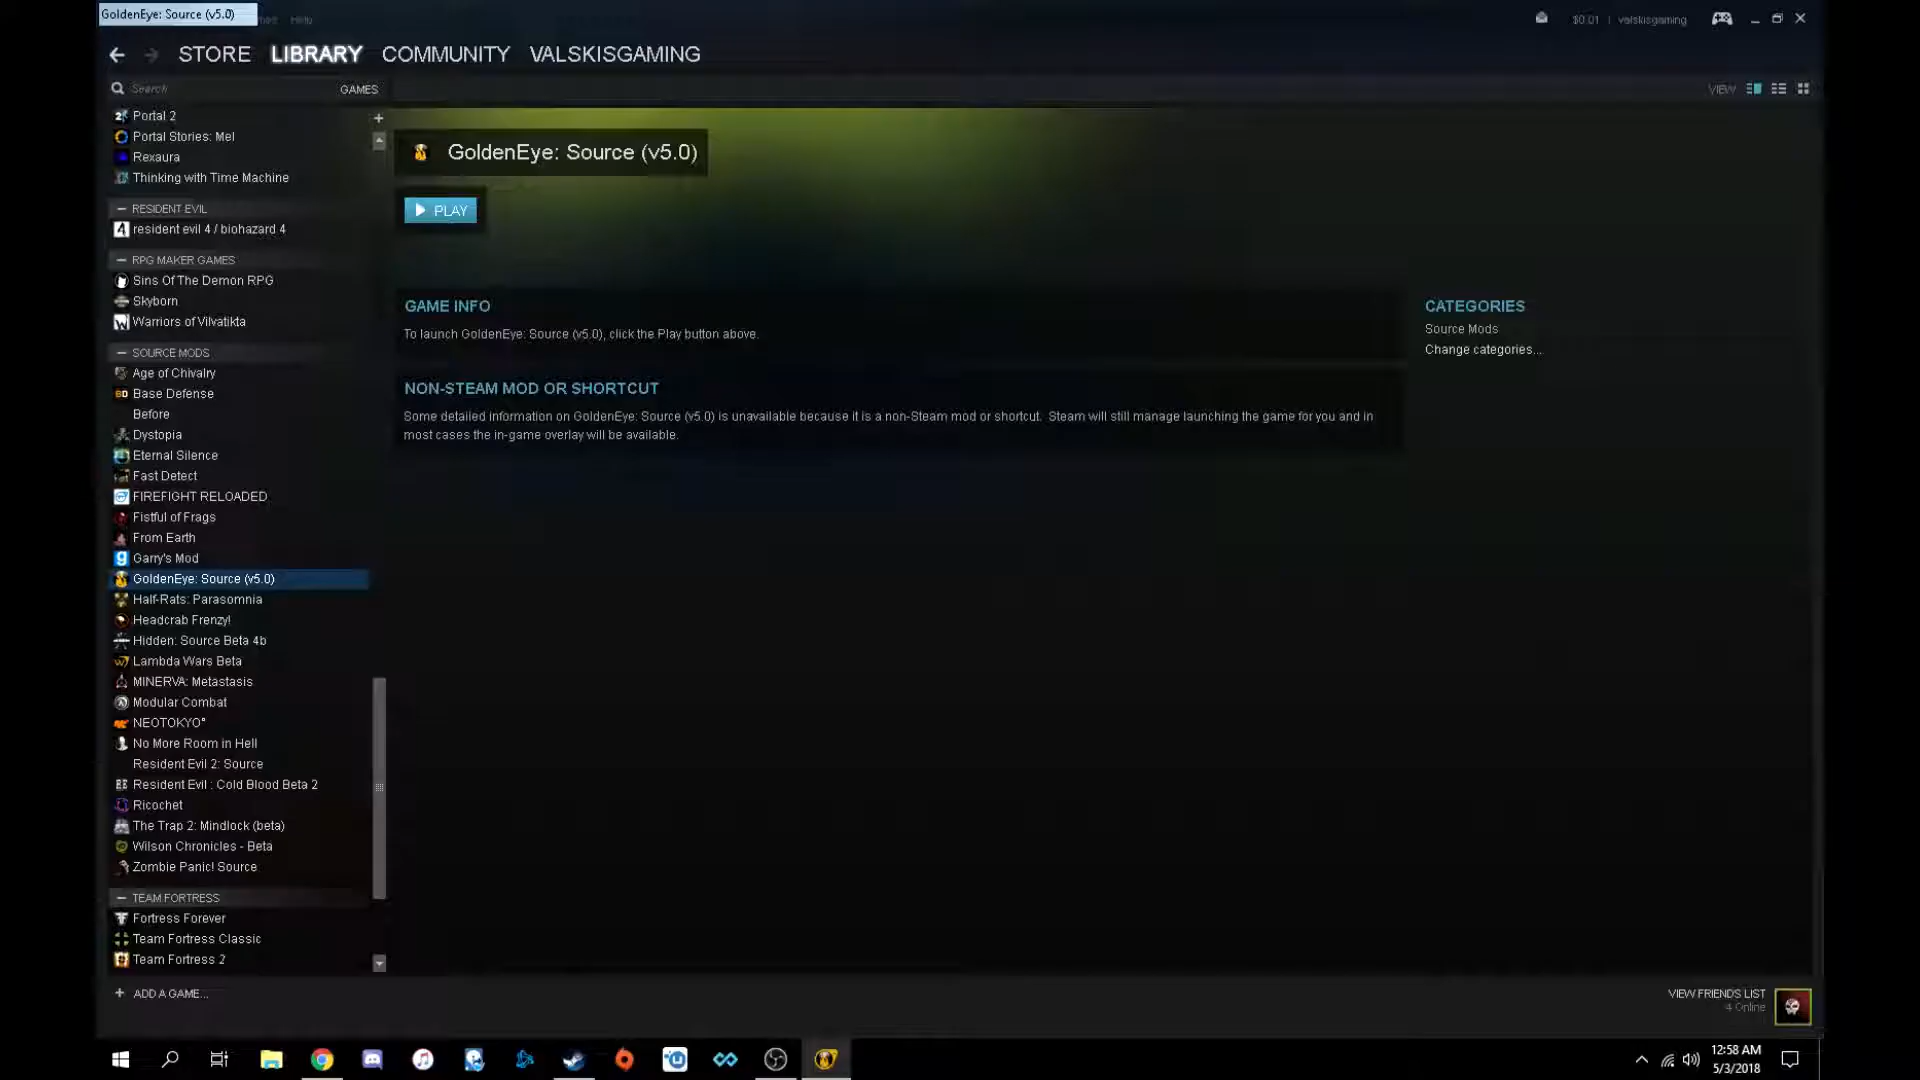 GoldenEye: Source (v5.0)
Help
$0.01 | valskisgaming
STORE LIBRARY COMMUNITY VALSKISGAMING
Search
GAMES
VIEW
Portal 2
Portal Stories: Mel
Rexaura
Thinking with Time Machine
— RESIDENT EVIL
resident evil 4 / biohazard 4
— RPG MAKER GAMES
Sins Of The Demon RPG
Skyborn
Warriors of Vilvatikta
— SOURCE MODS
Age of Chivalry
Base Defense
Before
Dystopia
Eternal Silence
Fast Detect
FIREFIGHT RELOADED
Fistful of Frags
From Earth
Garry's Mod
GoldenEye: Source (v5.0)
Half-Rats: Parasomnia
Headcrab Frenzy!
Hidden: Source Beta 4b
Lambda Wars Beta
MINERVA: Metastasis
Modular Combat
NEOTOKYO°
No More Room in Hell
Resident Evil 2: Source
Resident Evil : Cold Blood Beta 2
Ricochet
The Trap 2: Mindlock (beta)
Wilson Chronicles - Beta
Zombie Panic! Source
— TEAM FORTRESS
Fortress Forever
Team Fortress Classic
Team Fortress 2
+ ADD A GAME...
GoldenEye: Source (v5.0)
PLAY
GAME INFO
To launch GoldenEye: Source (v5.0), click the Play button above.
NON-STEAM MOD OR SHORTCUT
Some detailed information on GoldenEye: Source (v5.0) is unavailable because it is a non-Steam mod or shortcut. Steam will still manage launching the game for you and in
most cases the in-game overlay will be available.
CATEGORIES
Source Mods
Change categories...
VIEW FRIENDS LIST
4 Online
12:58 AM
5/3/2018